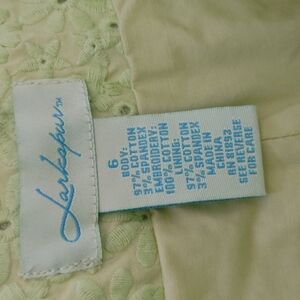 Larkspur™
6
BODY:
97% COTTON
3% SPANDEX
EMBROIDERY:
100% COTTON
LINING:
97% COTTON
3% SPANDEX
MADE IN
CHINA
RN 8193
SEE REVERSE
FOR CARE